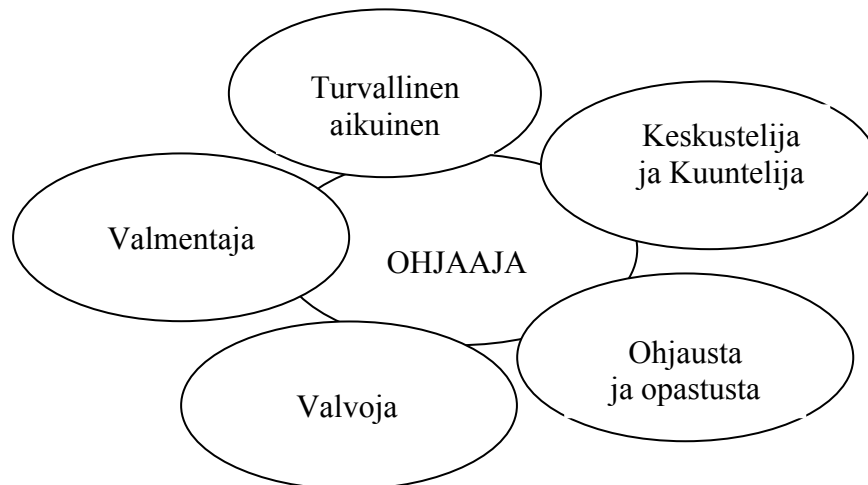 Turvallinen
aikuinen
Keskustelija
ja Kuuntelija
Valmentaja
OHJAAJA
Ohjausta
ja opastusta
Valvoja